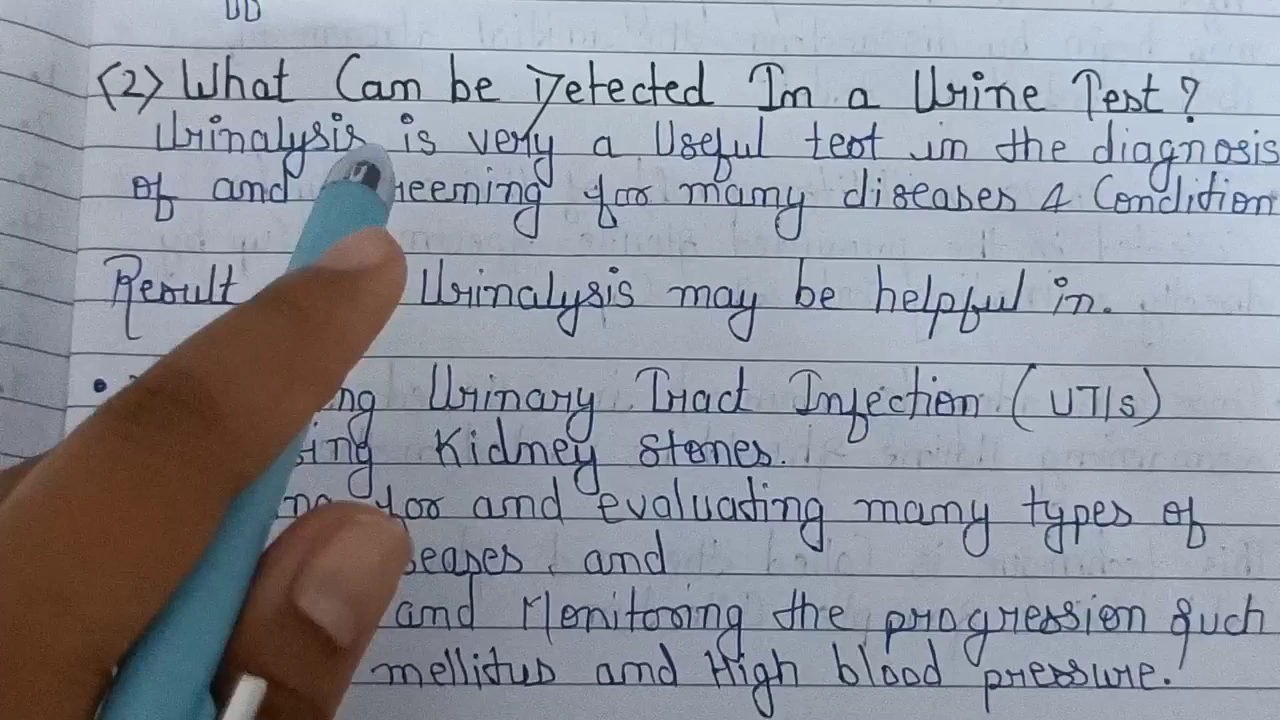 (2) What Can be Detected In a Urine Test?
Urinalysis is very a Useful test in the diagnosis
of and for many diseases & Condition
Result Urinalysis may be helpful in.
• Urinary Tract Infection (UTIs)
Kidney stones.
for and evaluating many types of
and
and Monitoring the progression such
mellitus and High blood pressure.